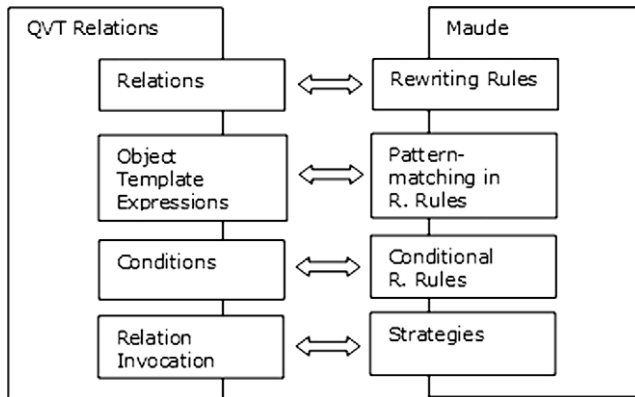 QVT Relations
Maude
Relations
Rewriting Rules
Object
Template
Expressions
Pattern-
matching in
R. Rules
Conditions
Conditional
R. Rules
Relation
Invocation
Strategies